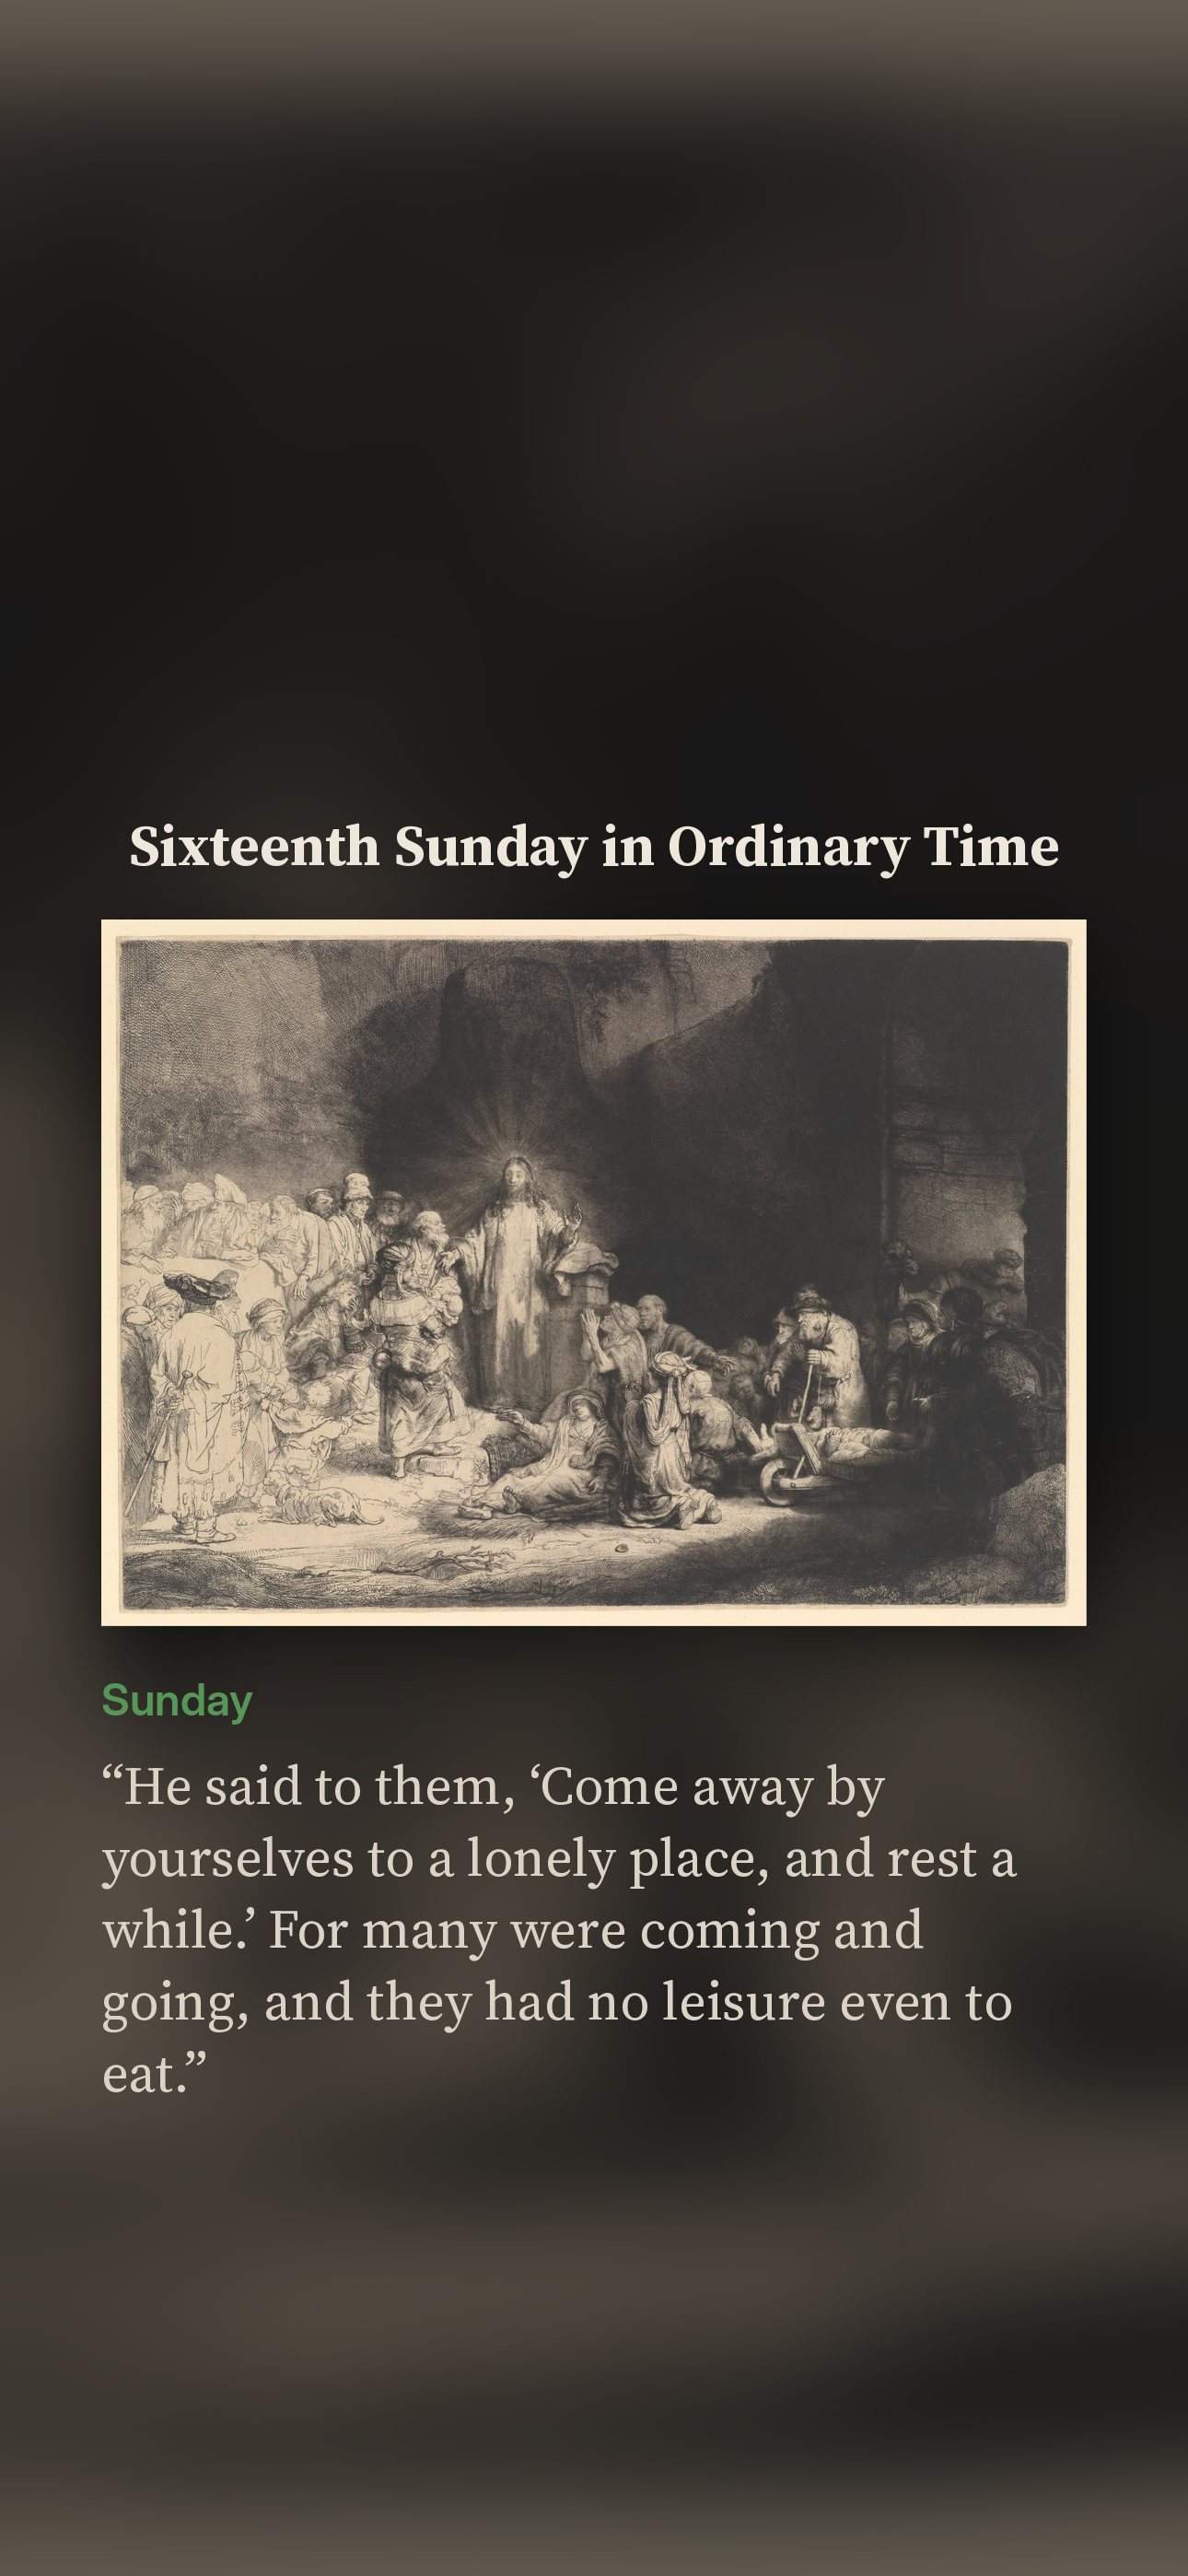 Sixteenth Sunday in Ordinary Time
Sunday
“He said to them, ‘Come away by
yourselves to a lonely place, and rest a
while.’ For many were coming and
going, and they had no leisure even to
eat.”